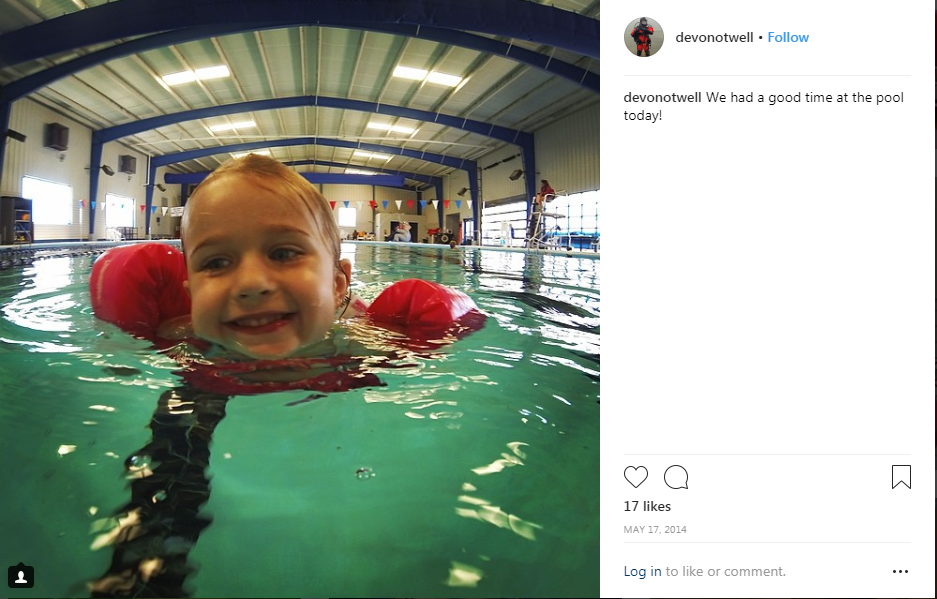 devonotwell • Follow
devonotwell We had a good time at the pool
today!
17 likes
MAY 17, 2014
Log in to like or comment.